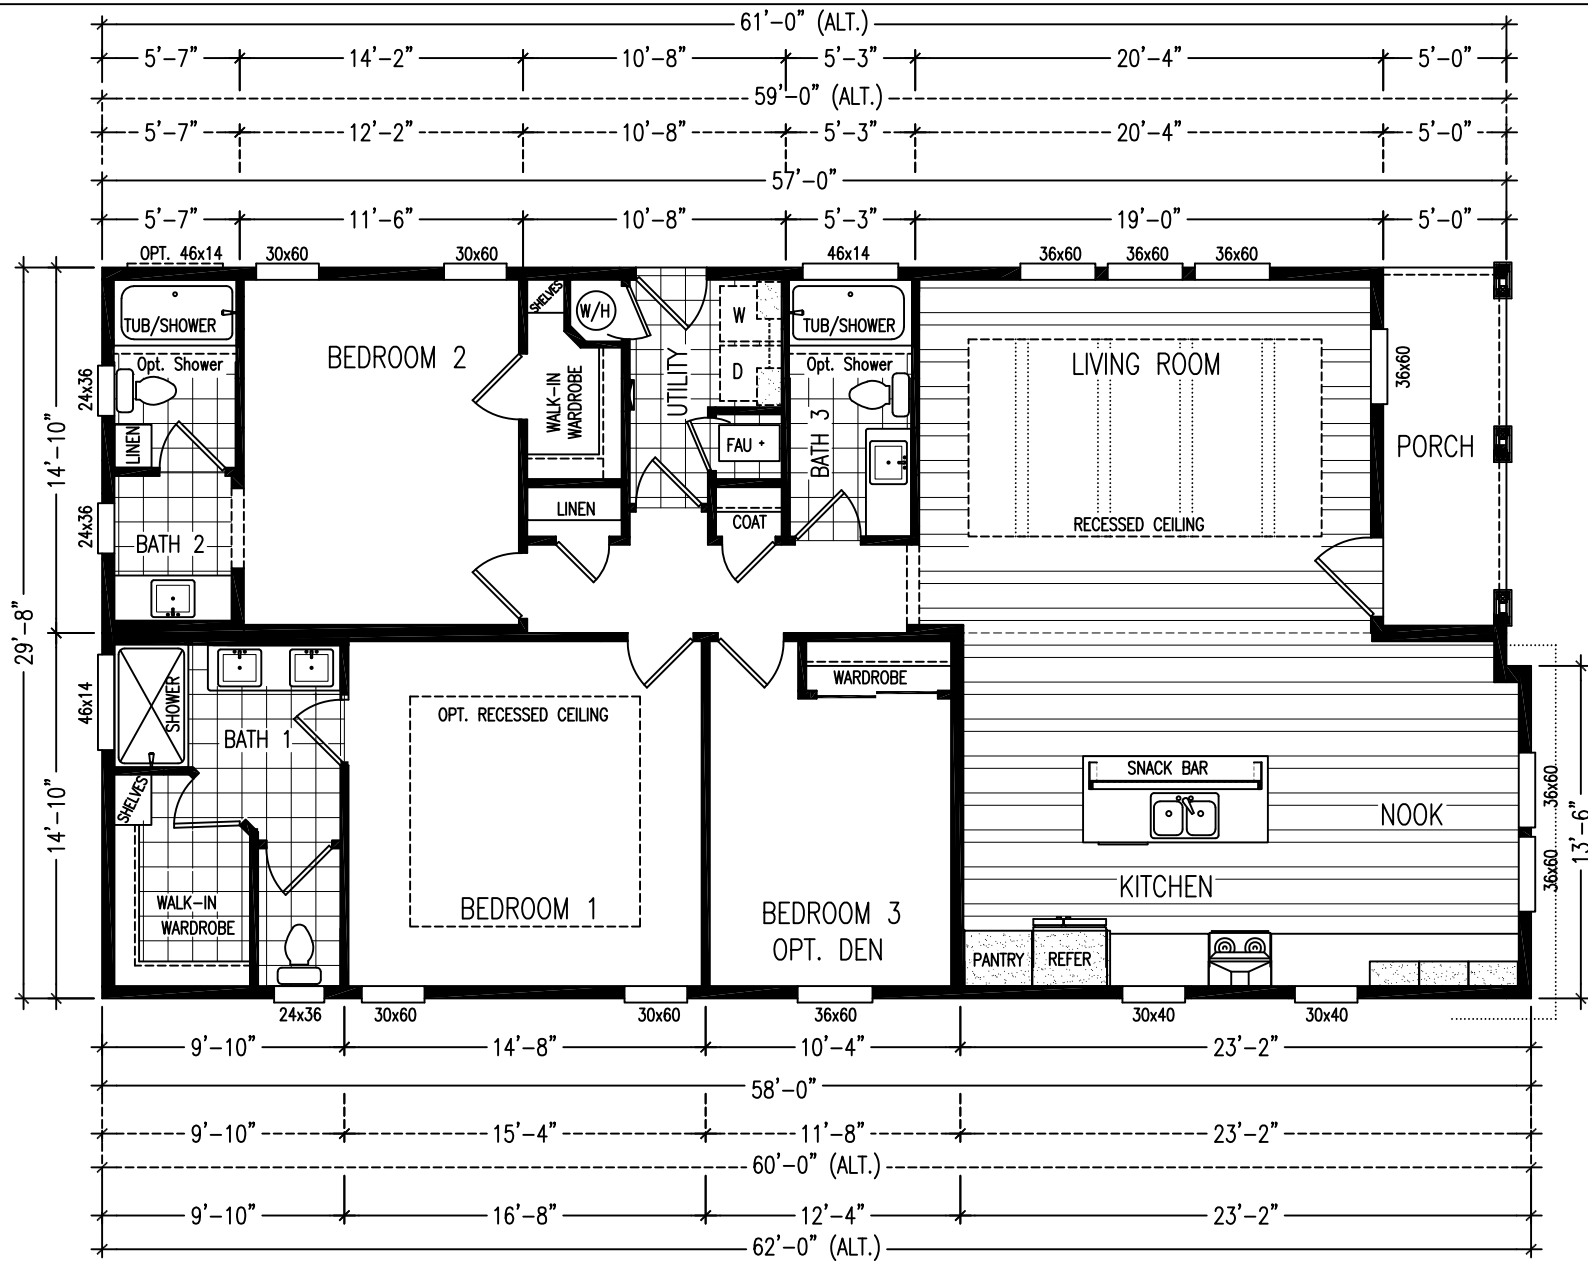 61'-0" (ALT.)
5'-7" 14'-2" 10'-8" 5'-3" 20'-4" 5'-0"
59'-0" (ALT.)
5'-7" 12'-2" 10'-8" 5'-3" 20'-4" 5'-0"
57'-0"
5'-7" 11'-6" 10'-8" 5'-3" 19'-0" 5'-0"
OPT. 46x14 30x60 30x60 46x14 36x60 36x60 36x60
29'-8"
14'-10"
14'-10"
13'-6"
24x36
24x36
46x14
TUB/SHOWER
Opt. Shower
LINEN
BATH 2
BEDROOM 2
SHELVES
W/H
WALK-IN
WARDROBE
LINEN
UTILITY
W
D
FAU +
COAT
TUB/SHOWER
Opt. Shower
BATH 3
LIVING ROOM
RECESSED CEILING
36x60
PORCH
SHOWER
BATH 1
SHELVES
WALK-IN
WARDROBE
OPT. RECESSED CEILING
BEDROOM 1
WARDROBE
BEDROOM 3
OPT. DEN
SNACK BAR
NOOK
KITCHEN
PANTRY
REFER
36x60
36x60
24x36 30x60 30x60 36x60 30x40 30x40
9'-10" 14'-8" 10'-4" 23'-2"
58'-0"
9'-10" 15'-4" 11'-8" 23'-2"
60'-0" (ALT.)
9'-10" 16'-8" 12'-4" 23'-2"
62'-0" (ALT.)